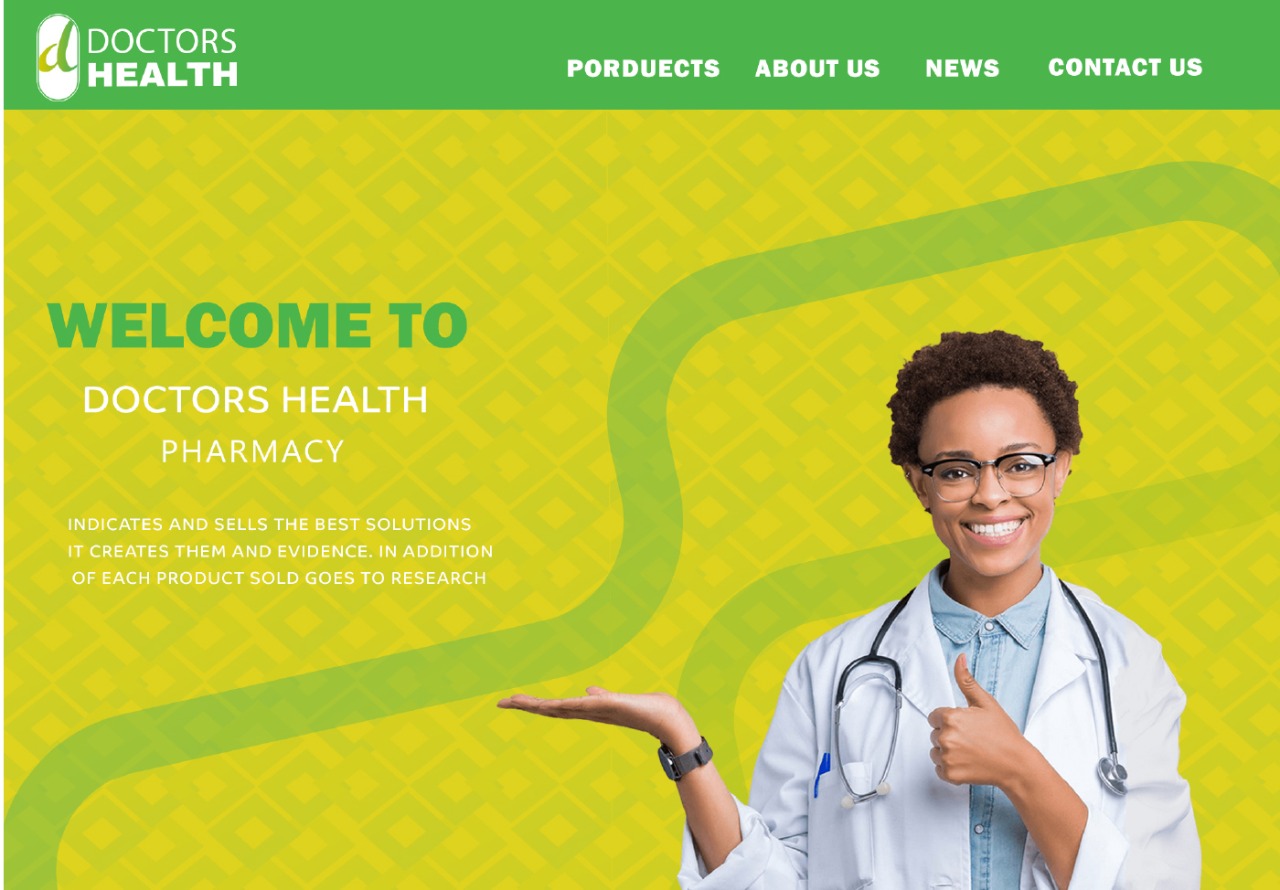 d DOCTORS
HEALTH
PORDUECTS ABOUT US NEWS CONTACT US
WELCOME TO
DOCTORS HEALTH
PHARMACY
INDICATES AND SELLS THE BEST SOLUTIONS
IT CREATES THEM AND EVIDENCE. IN ADDITION
OF EACH PRODUCT SOLD GOES TO RESEARCH